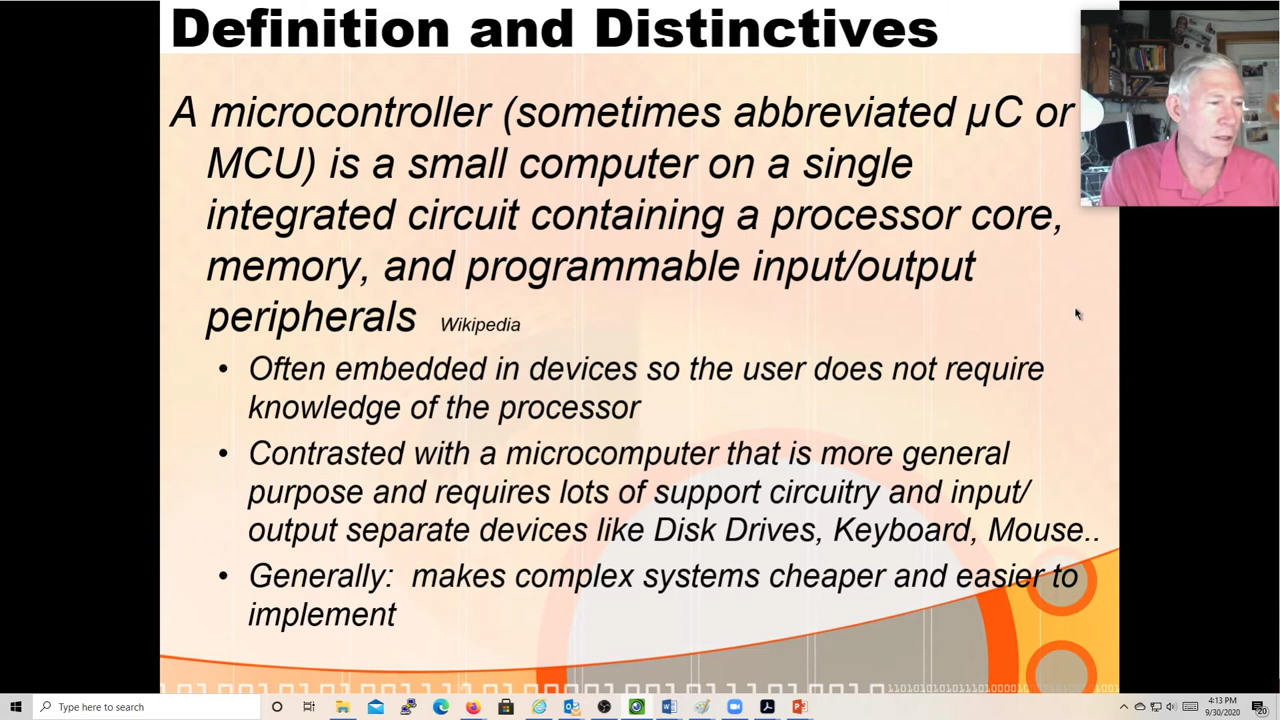 Definition and Distinctives
A microcontroller (sometimes abbreviated µC or
MCU) is a small computer on a single
integrated circuit containing a processor core,
memory, and programmable input/output
peripherals Wikipedia
• Often embedded in devices so the user does not require
knowledge of the processor
• Contrasted with a microcomputer that is more general
purpose and requires lots of support circuitry and input/
output separate devices like Disk Drives, Keyboard, Mouse..
• Generally: makes complex systems cheaper and easier to
implement
Type here to search
4:13 PM
9/30/2020